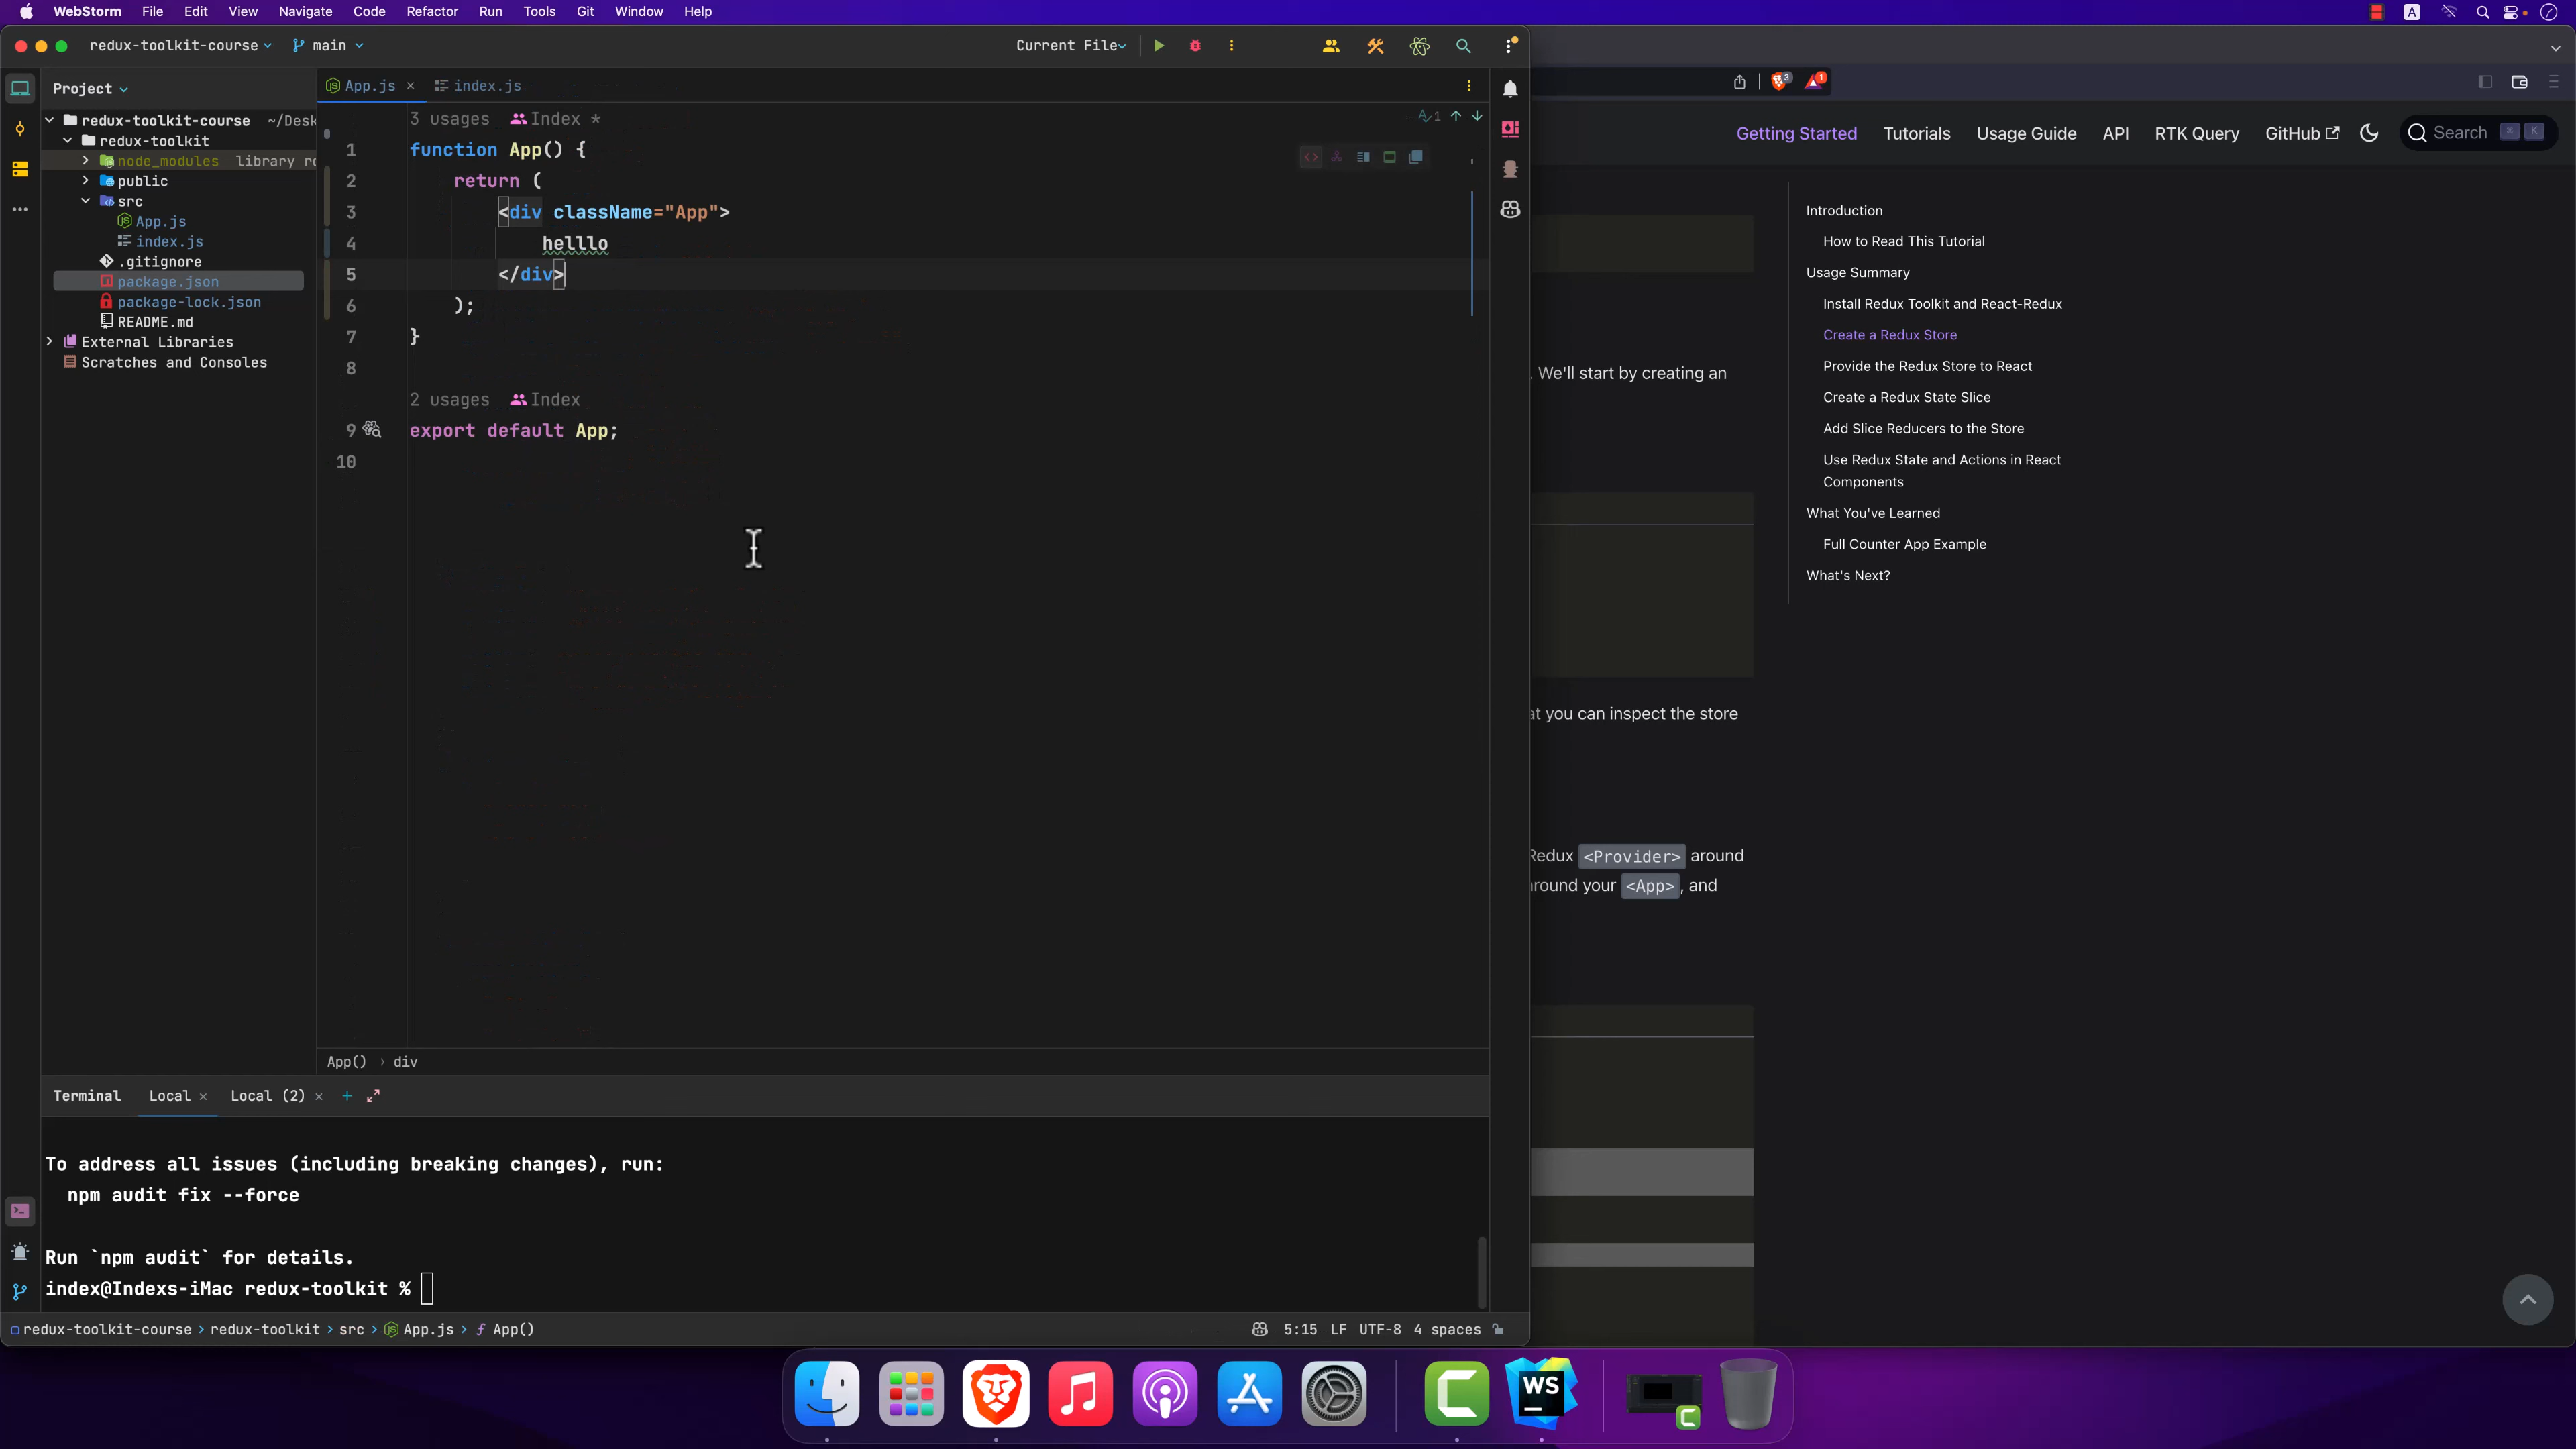 WebStorm File Edit View Navigate Code Refactor Run Tools Git Window Help
A
redux-toolkit-course main Current File
Project
App.js index.js
redux-toolkit-course ~/Desk
redux-toolkit
node_modules library ro
public
src
App.js
index.js
.gitignore
package.json
package-lock.json
README.md
External Libraries
Scratches and Consoles
3 usages Index *
1
1 function App() {
2 return (
3 <div className="App">
4 helllo
5 </div>
6 );
7 }
8
2 usages Index
9 export default App;
10
App() › div
Terminal Local × Local (2) × +
To address all issues (including breaking changes), run:
npm audit fix --force
Run `npm audit` for details.
index@Indexs-iMac redux-toolkit %
redux-toolkit-course › redux-toolkit › src › App.js › App()
5:15 LF UTF-8 4 spaces
3 1
Getting Started Tutorials Usage Guide API RTK Query GitHub Search ⌘ K
Introduction
How to Read This Tutorial
Usage Summary
Install Redux Toolkit and React-Redux
Create a Redux Store
Provide the Redux Store to React
Create a Redux State Slice
Add Slice Reducers to the Store
Use Redux State and Actions in React
Components
What You've Learned
Full Counter App Example
What's Next?
. We'll start by creating an
at you can inspect the store
Redux <Provider> around
round your <App>, and
WS